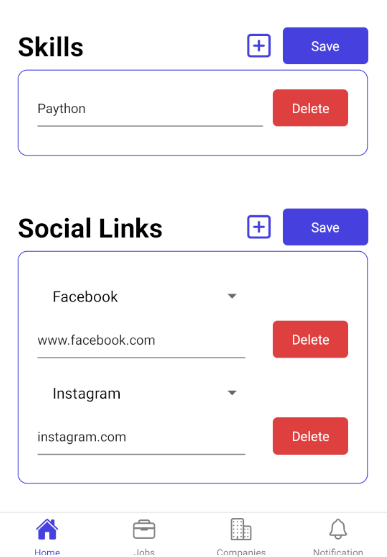 Skills
Save
Paython
Delete
Social Links
Save
Facebook
www.facebook.com
Delete
Instagram
instagram.com
Delete
Home
Jobs
Companies
Notification